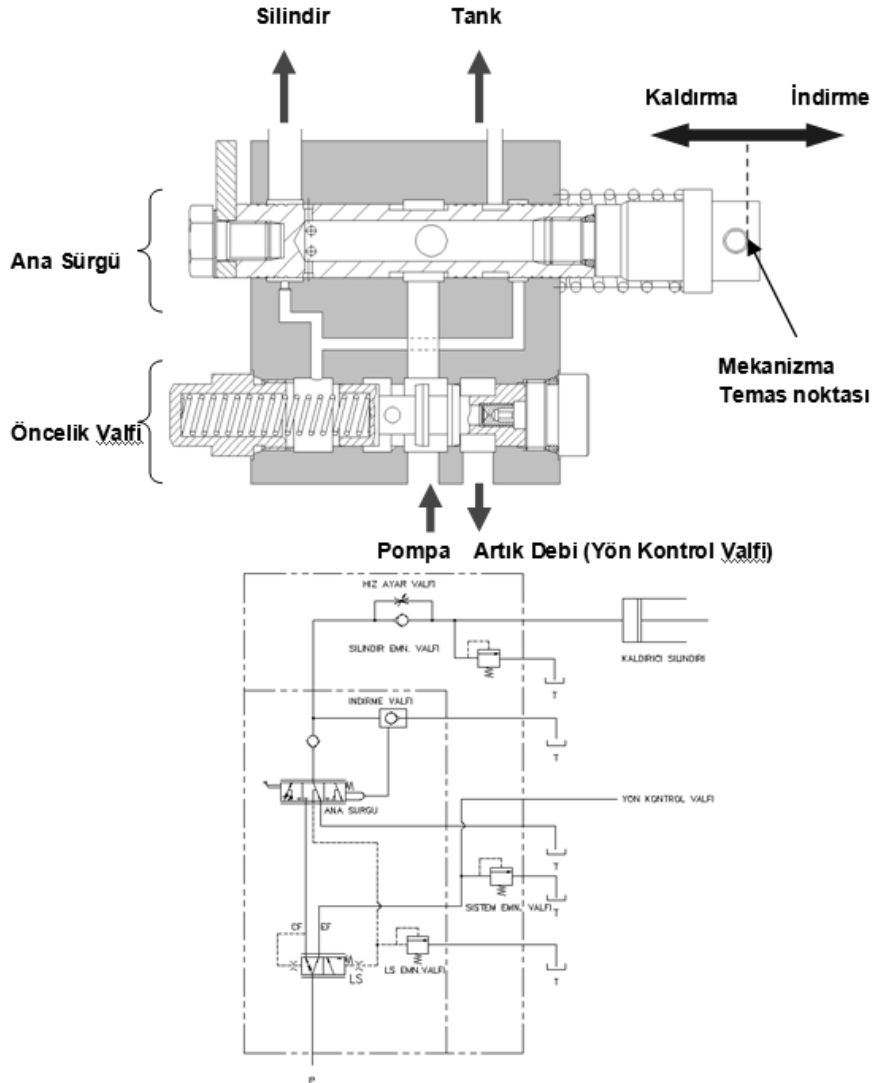 Silindir
Tank
Kaldırma
İndirme
Ana Sürgü
Mekanizma
Temas noktası
Öncelik Valfi
Pompa
Artık Debi (Yön Kontrol Valfi)
HIZ AYAR VALFI
SILINDIR EMN. VALFI
KALDIRICI SILINDIRI
T
INDIRME VALFI
T
ANA SURGU
YON KONTROL VALFI
T
SISTEM EMN. VALFI
T
CF
EF
LS EMN.VALFI
LS
T
P